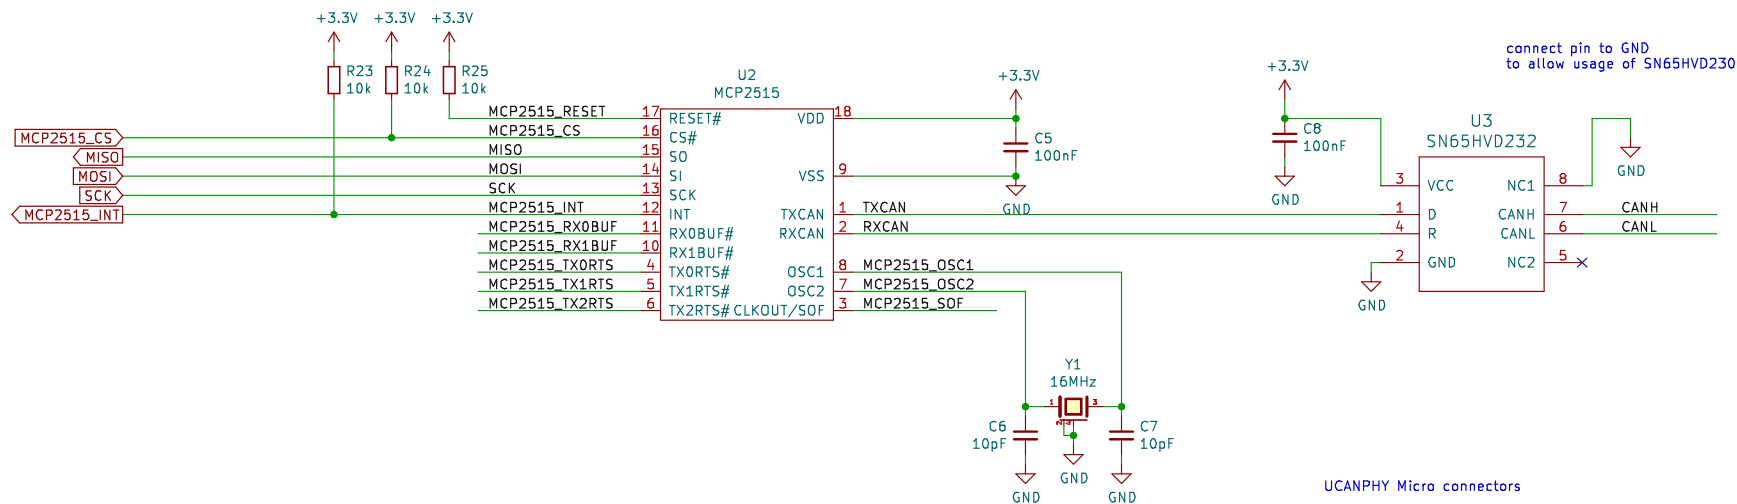 +3.3V +3.3V +3.3V
R23 R24 R25
10k 10k 10k
U2
MCP2515
+3.3V
+3.3V
connect pin to GND
to allow usage of SN65HVD230
U3
SN65HVD232
MCP2515_CS
MISO
MOSI
SCK
MCP2515_INT
MCP2515_RESET 17 RESET#
MCP2515_CS 16 CS#
MISO 15 SO
MOSI 14 SI
SCK 13 SCK
MCP2515_INT 12 INT
MCP2515_RX0BUF 11 RX0BUF#
MCP2515_RX1BUF 10 RX1BUF#
MCP2515_TX0RTS 4 TX0RTS#
MCP2515_TX1RTS 5 TX1RTS#
MCP2515_TX2RTS 6 TX2RTS#
VDD 18
VSS 9
TXCAN 1 TXCAN
RXCAN 2 RXCAN
OSC1 8 MCP2515_OSC1
OSC2 7 MCP2515_OSC2
CLKOUT/SOF 3 MCP2515_SOF
C5
100nF
GND
C8
100nF
GND
3 VCC
1 D
4 R
2 GND
GND
NC1 8
CANH 7 CANH
CANL 6 CANL
NC2 5
GND
Y1
16MHz
1 3
2 4
C6
10pF
C7
10pF
GND
GND
GND
UCANPHY Micro connectors